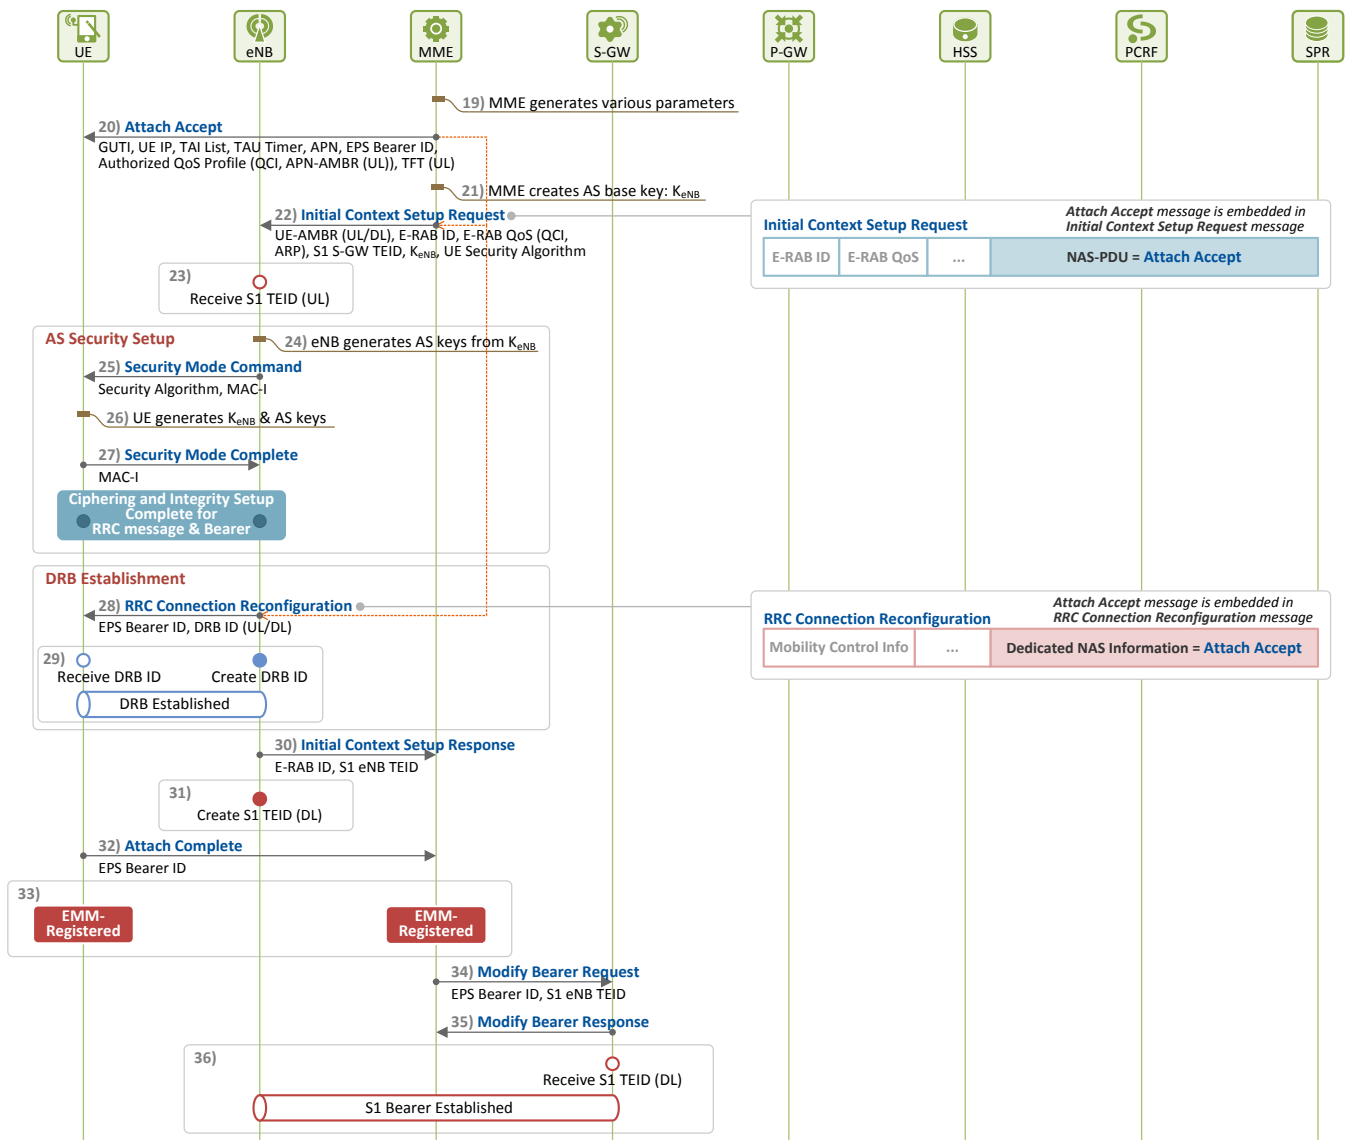 UE
eNB
MME
S-GW
P-GW
HSS
PCRF
SPR
19) MME generates various parameters
20) Attach Accept
GUTI, UE IP, TAI List, TAU Timer, APN, EPS Bearer ID,
Authorized QoS Profile (QCI, APN-AMBR (UL)), TFT (UL)
21) MME creates AS base key: KeNB
22) Initial Context Setup Request
UE-AMBR (UL/DL), E-RAB ID, E-RAB QoS (QCI,
ARP), S1 S-GW TEID, KeNB, UE Security Algorithm
Attach Accept message is embedded in
Initial Context Setup Request message
Initial Context Setup Request
E-RAB ID
E-RAB QoS
...
NAS-PDU = Attach Accept
23)
Receive S1 TEID (UL)
AS Security Setup
24) eNB generates AS keys from KeNB
25) Security Mode Command
Security Algorithm, MAC-I
26) UE generates KeNB & AS keys
27) Security Mode Complete
MAC-I
Ciphering and Integrity Setup
Complete for
RRC message & Bearer
DRB Establishment
28) RRC Connection Reconfiguration
EPS Bearer ID, DRB ID (UL/DL)
Attach Accept message is embedded in
RRC Connection Reconfiguration message
RRC Connection Reconfiguration
Mobility Control Info
...
Dedicated NAS Information = Attach Accept
29)
Receive DRB ID
Create DRB ID
DRB Established
30) Initial Context Setup Response
E-RAB ID, S1 eNB TEID
31)
Create S1 TEID (DL)
32) Attach Complete
EPS Bearer ID
33)
EMM-
Registered
EMM-
Registered
34) Modify Bearer Request
EPS Bearer ID, S1 eNB TEID
35) Modify Bearer Response
36)
Receive S1 TEID (DL)
S1 Bearer Established